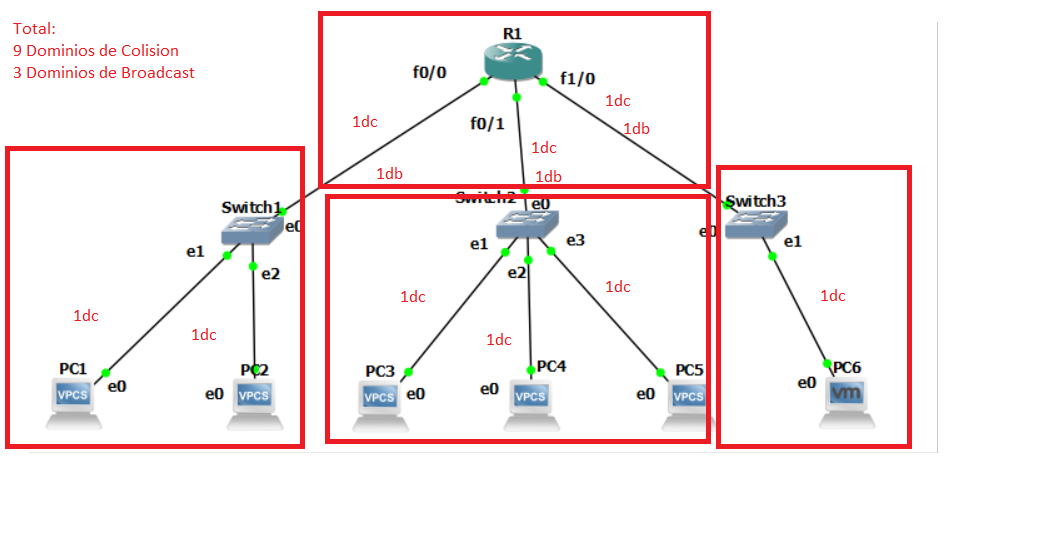 Total:
9 Dominios de Colision
3 Dominios de Broadcast
R1
f0/0
f1/0
f0/1
1dc
1dc
1db
1dc
1db
1db
Switch1
e0
e1
e2
Switch2
e0
e1
e2
e3
Switch3
e0
e1
1dc
1dc
1dc
1dc
1dc
1dc
PC1
e0
VPCS
PC2
e0
VPCS
PC3
e0
VPCS
PC4
e0
VPCS
PC5
e0
VPCS
PC6
e0
vm